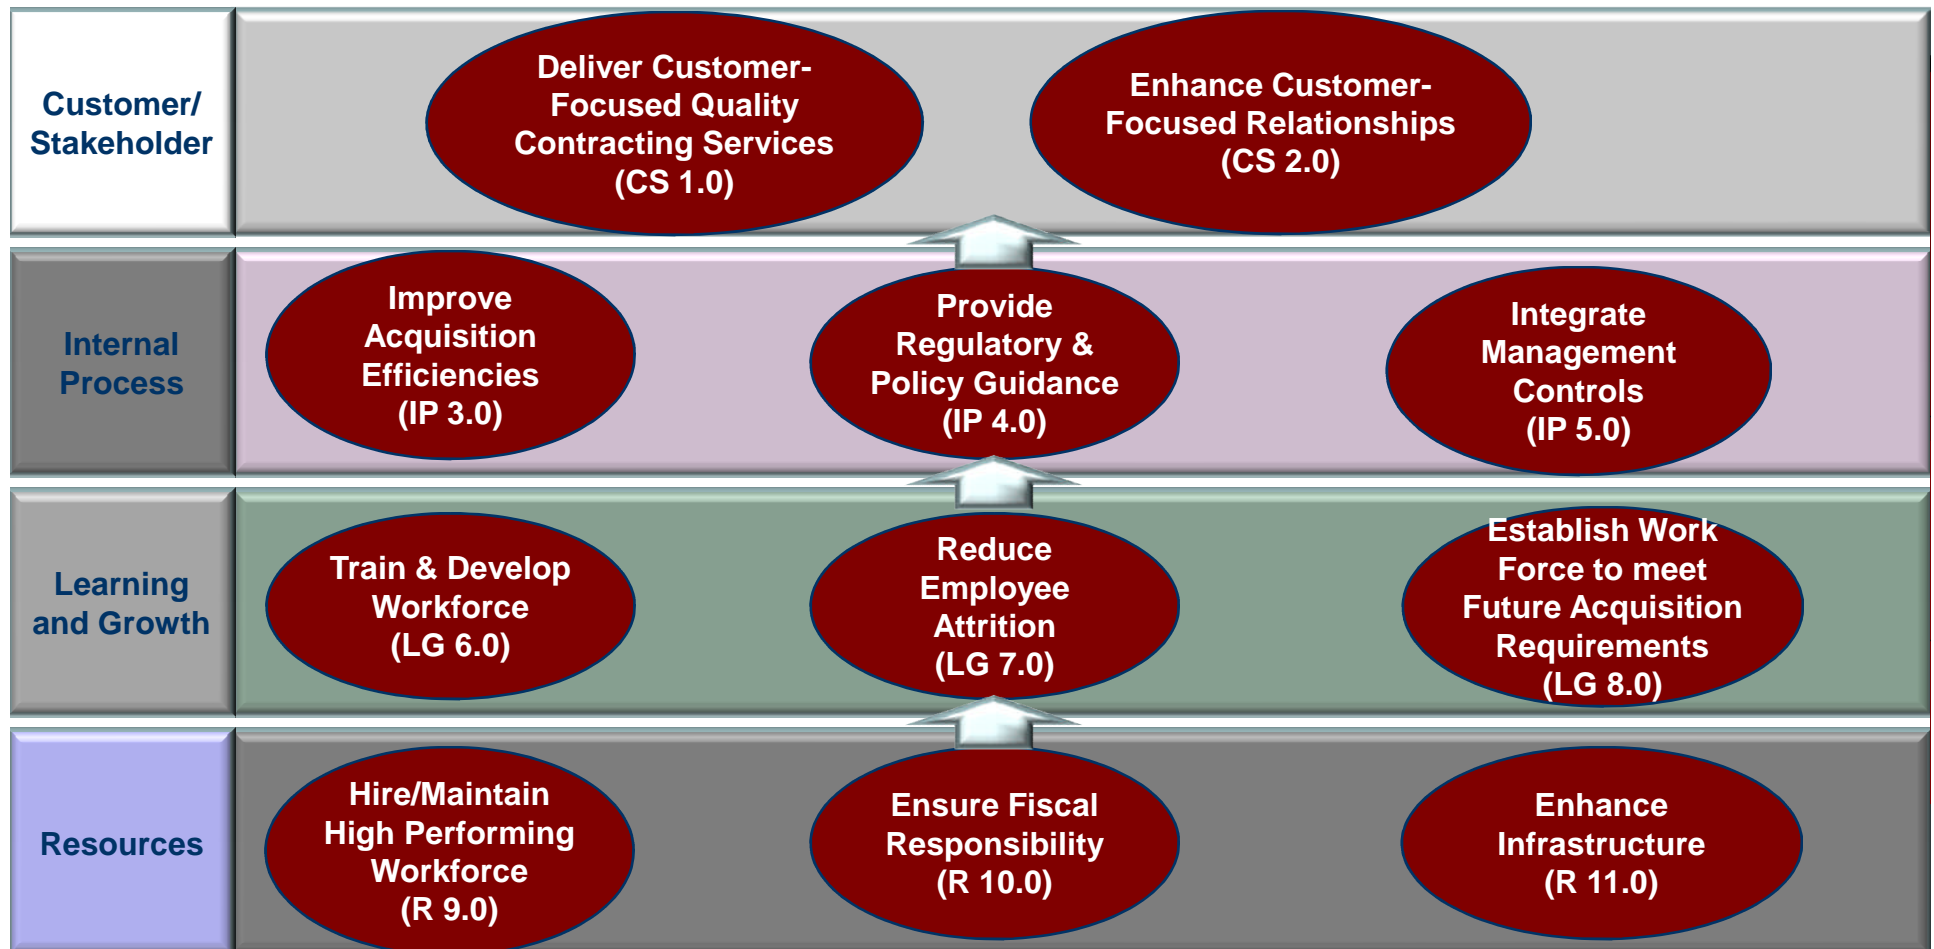 Customer/
Stakeholder
Deliver Customer-
Focused Quality
Contracting Services
(CS 1.0)
Enhance Customer-
Focused Relationships
(CS 2.0)
Internal
Process
Improve
Acquisition
Efficiencies
(IP 3.0)
Provide
Regulatory &
Policy Guidance
(IP 4.0)
Integrate
Management
Controls
(IP 5.0)
Learning
and Growth
Train & Develop
Workforce
(LG 6.0)
Reduce
Employee
Attrition
(LG 7.0)
Establish Work
Force to meet
Future Acquisition
Requirements
(LG 8.0)
Resources
Hire/Maintain
High Performing
Workforce
(R 9.0)
Ensure Fiscal
Responsibility
(R 10.0)
Enhance
Infrastructure
(R 11.0)